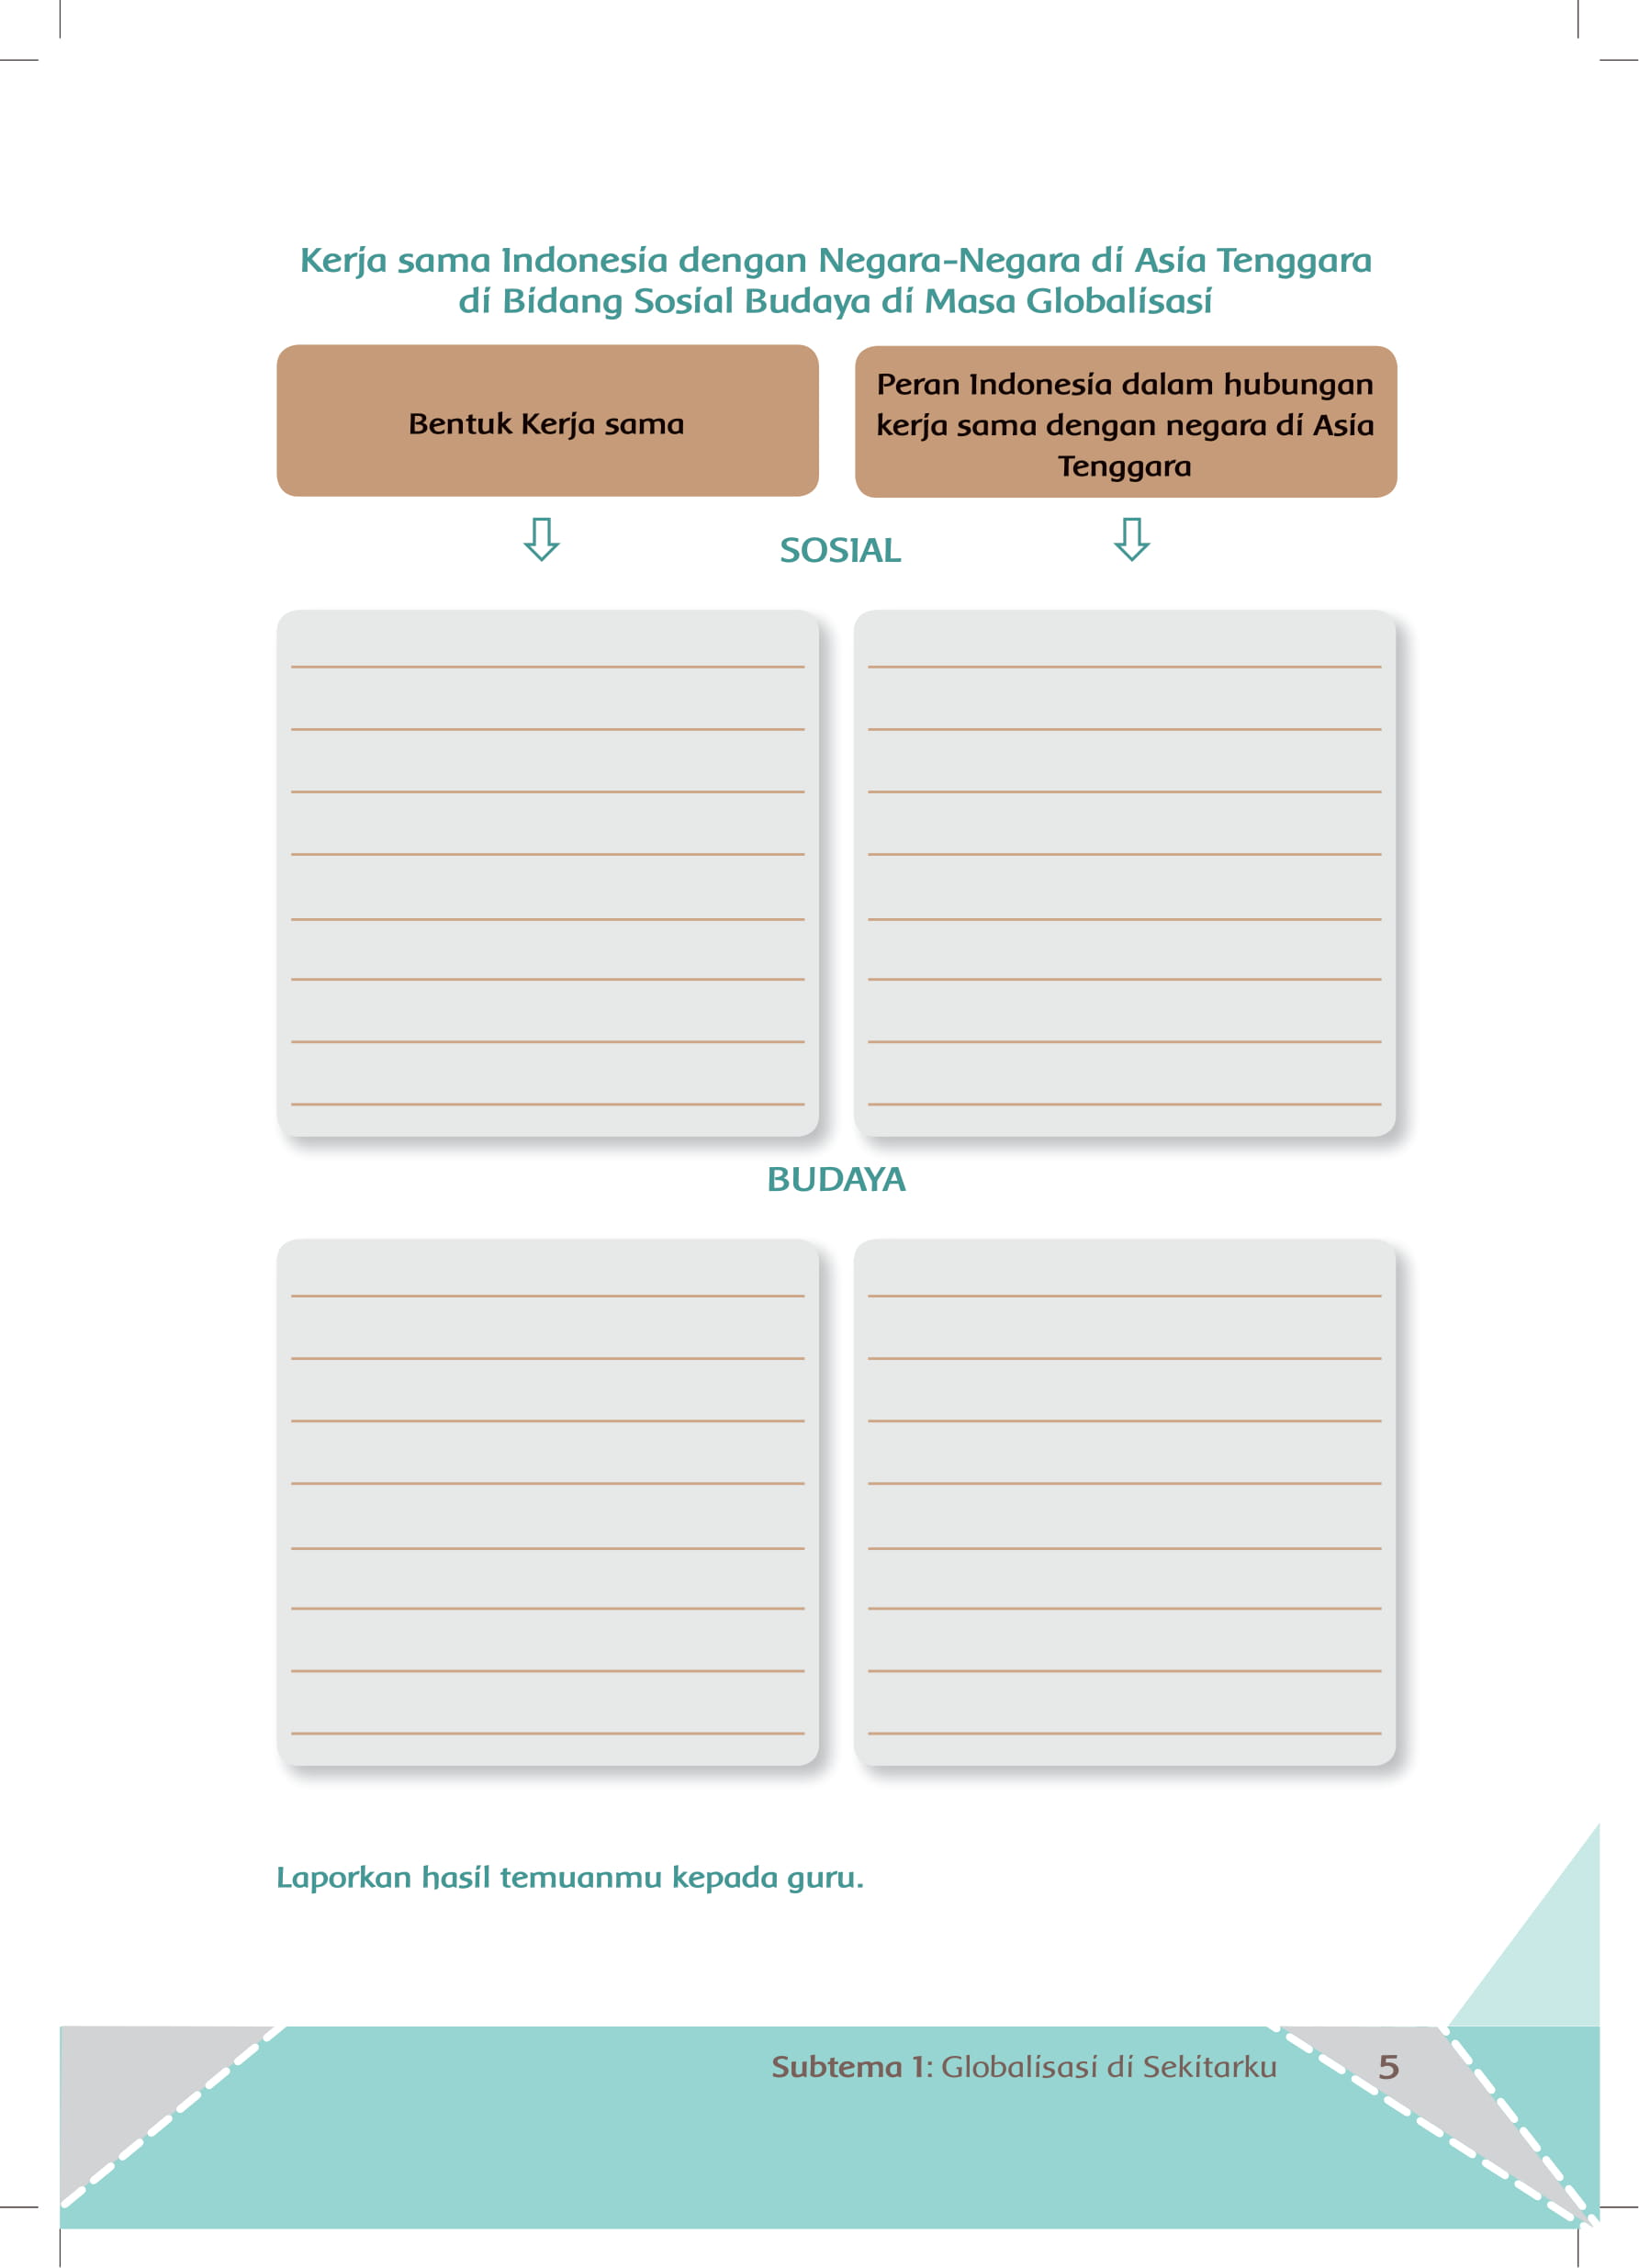 Kerja sama Indonesia dengan Negara-Negara di Asia Tenggara
di Bidang Sosial Budaya di Masa Globalisasi
Bentuk Kerja sama
Peran Indonesia dalam hubungan
kerja sama dengan negara di Asia
Tenggara
SOSIAL
BUDAYA
Laporkan hasil temuanmu kepada guru.
Subtema 1: Globalisasi di Sekitarku 5